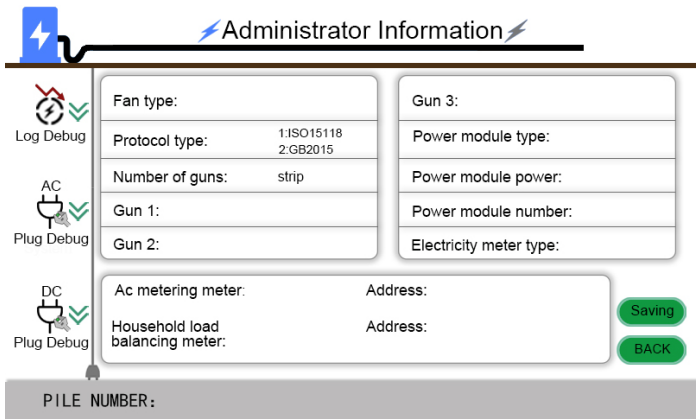 Administrator Information
Log Debug
AC
Plug Debug
DC
Plug Debug
Fan type:
Protocol type: 1:ISO15118
2:GB2015
Number of guns: strip
Gun 1:
Gun 2:
Gun 3:
Power module type:
Power module power:
Power module number:
Electricity meter type:
Ac metering meter: Address:
Household load
balancing meter: Address:
Saving
BACK
PILE NUMBER: